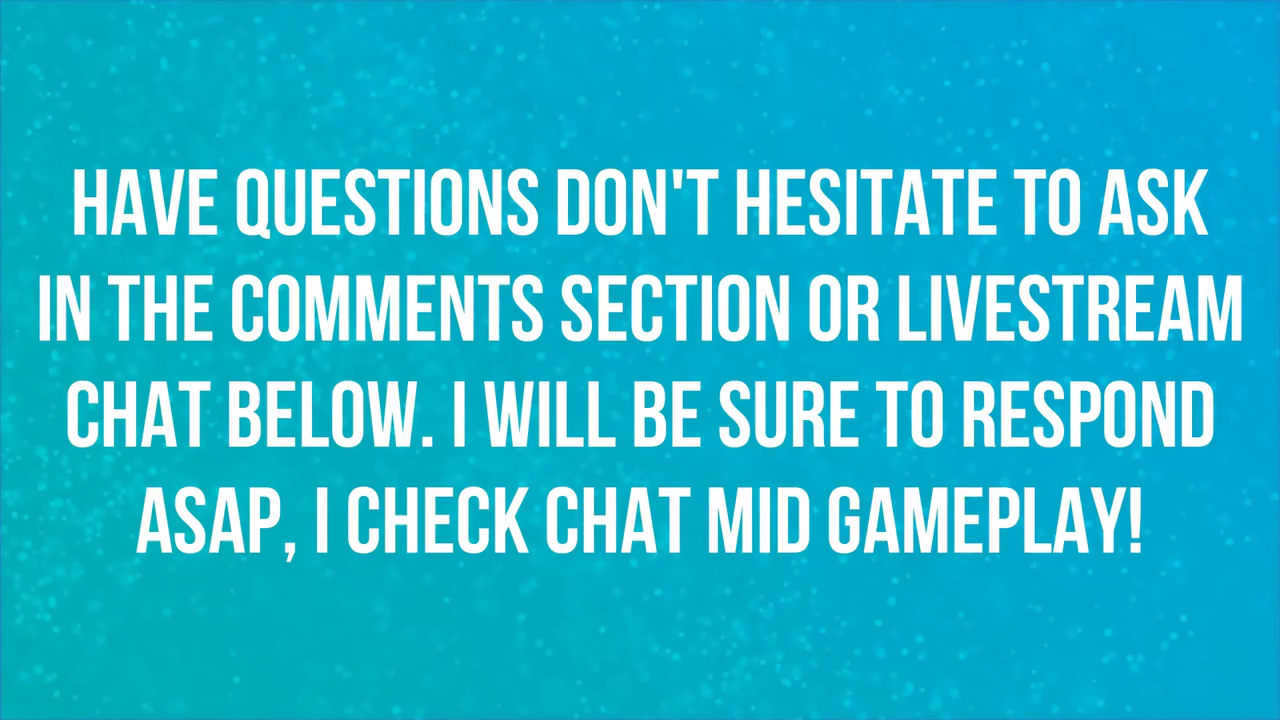 HAVE QUESTIONS DON'T HESITATE TO ASK
IN THE COMMENTS SECTION OR LIVESTREAM
CHAT BELOW. I WILL BE SURE TO RESPOND
ASAP, I CHECK CHAT MID GAMEPLAY!